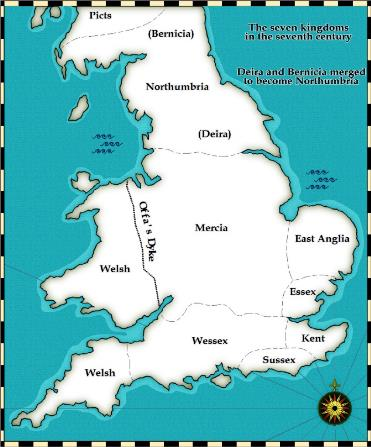 Picts
(Bernicia)
The seven kingdoms
in the seventh century
Deira and Bernicia merged
to become Northumbria
Northumbria
(Deira)
Offa's Dyke
Mercia
East Anglia
Welsh
Essex
Wessex
Kent
Sussex
Welsh